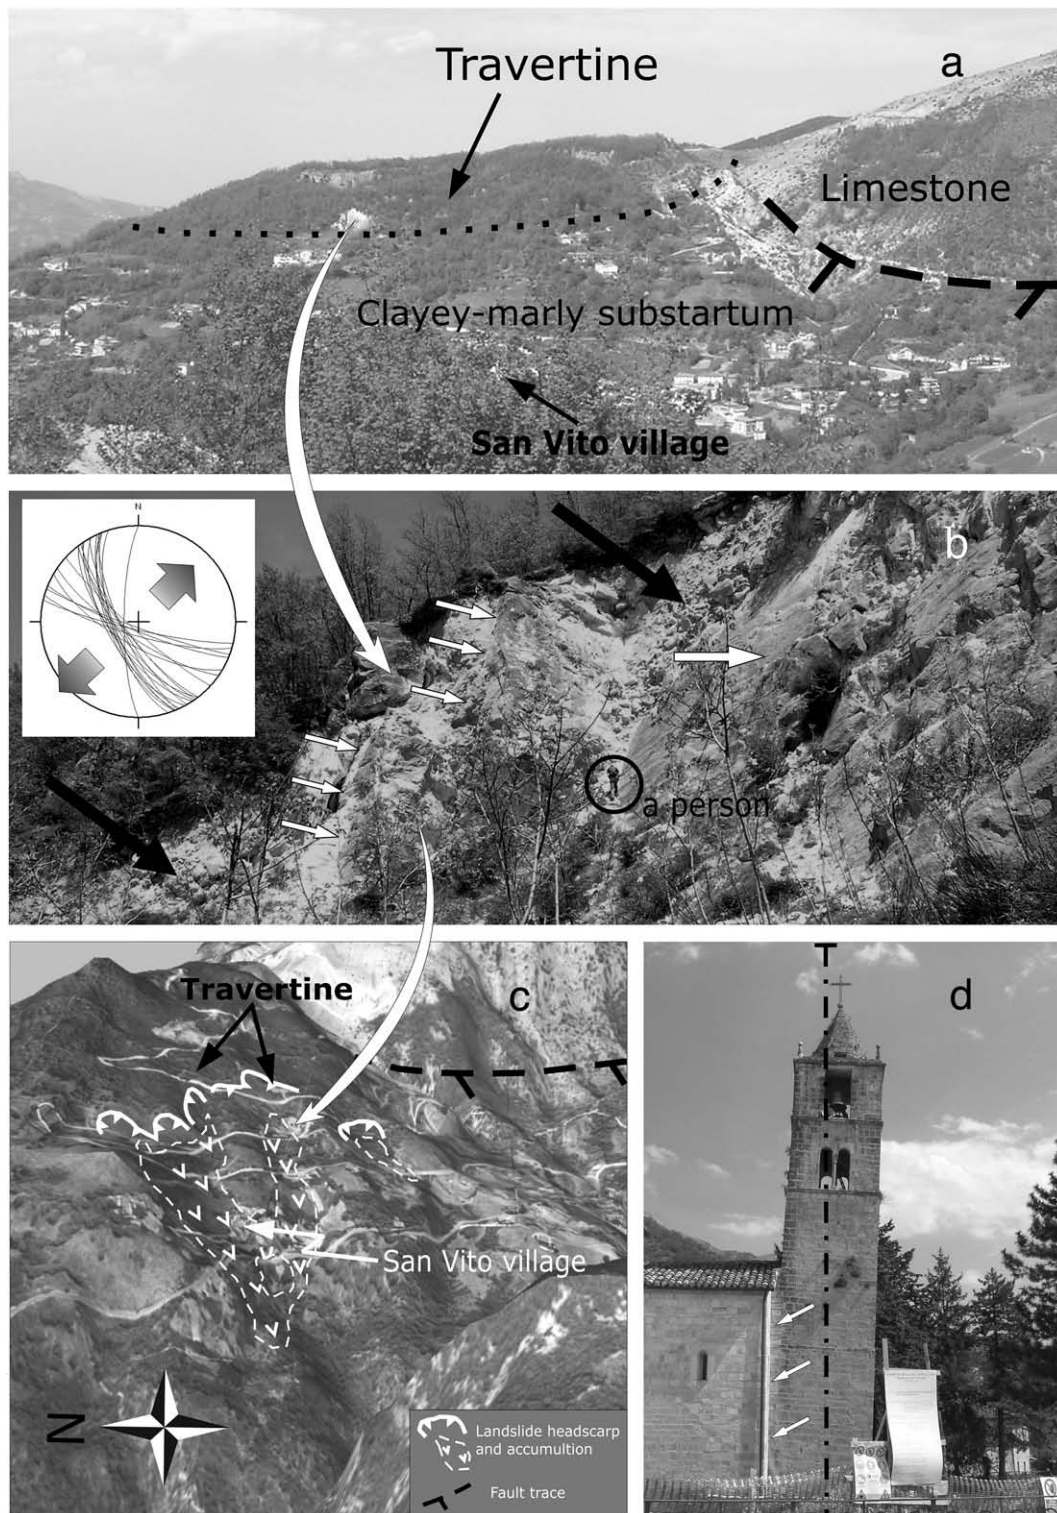 Travertine
a
Limestone
Clayey-marly substartum
San Vito village
N
b
a person
Travertine
c
San Vito village
N
Landslide headscarp
and accumultion
Fault trace
d